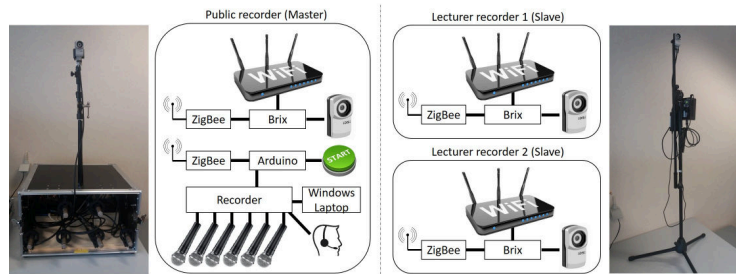 Public recorder (Master)
WiFi
ZigBee
Brix
ZigBee
Arduino
START
Recorder
Windows
Laptop
Lecturer recorder 1 (Slave)
WiFi
ZigBee
Brix
Lecturer recorder 2 (Slave)
WiFi
ZigBee
Brix